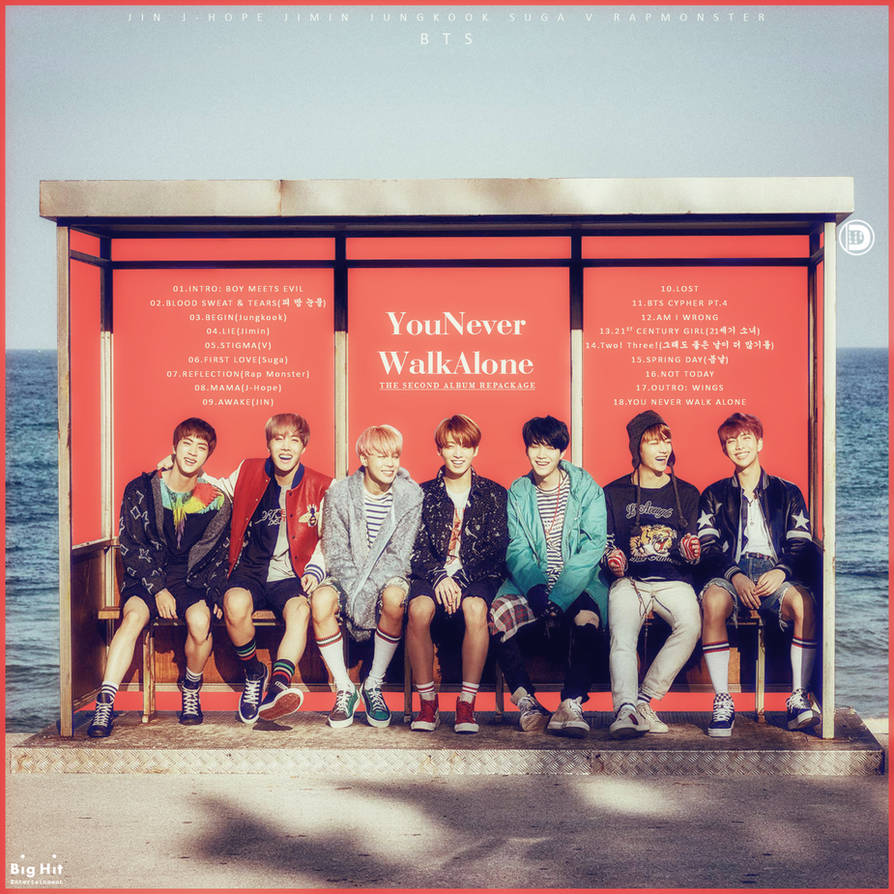 JIN J-HOPE JIMIN JUNGKOOK SUGA V RAPMONSTER
BTS
01.INTRO: BOY MEETS EVIL
02.BLOOD SWEAT & TEARS(피 땀 눈물)
03.BEGIN(Jungkook)
04.LIE(Jimin)
05.STIGMA(V)
06.FIRST LOVE(Suga)
07.REFLECTION(Rap Monster)
08.MAMA(J-Hope)
09.AWAKE(JIN)
YouNever
WalkAlone
THE SECOND ALBUM REPACKAGE
10.LOST
11.BTS CYPHER PT.4
12.AM I WRONG
13.21ST CENTURY GIRL(21세기 소녀)
14.Two! Three!(그래도 좋은 날이 더 많기를)
15.SPRING DAY(봄날)
16.NOT TODAY
17.OUTRO: WINGS
18.YOU NEVER WALK ALONE
Big Hit
Entertainment